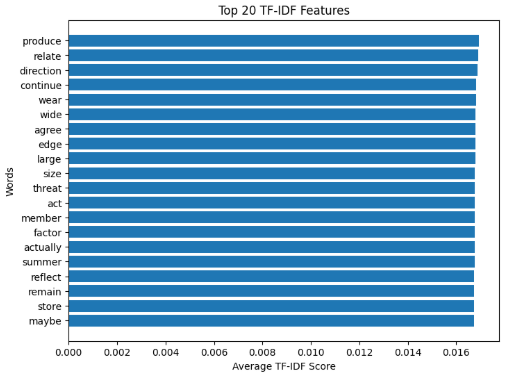 Top 20 TF-IDF Features
produce
relate
direction
continue
wear
wide
agree
edge
large
size
threat
act
member
factor
actually
summer
reflect
remain
store
maybe
Words
0.000 0.002 0.004 0.006 0.008 0.010 0.012 0.014 0.016
Average TF-IDF Score